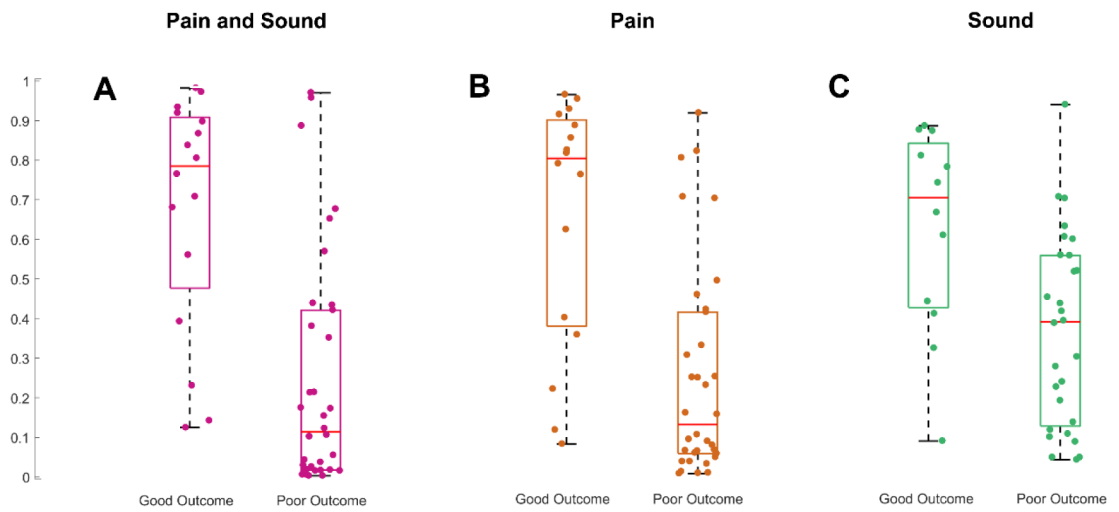 Pain and Sound
Pain
Sound
A
B
C
1
0.9
0.8
0.7
0.6
0.5
0.4
0.3
0.2
0.1
0
Good Outcome
Poor Outcome
Good Outcome
Poor Outcome
Good Outcome
Poor Outcome